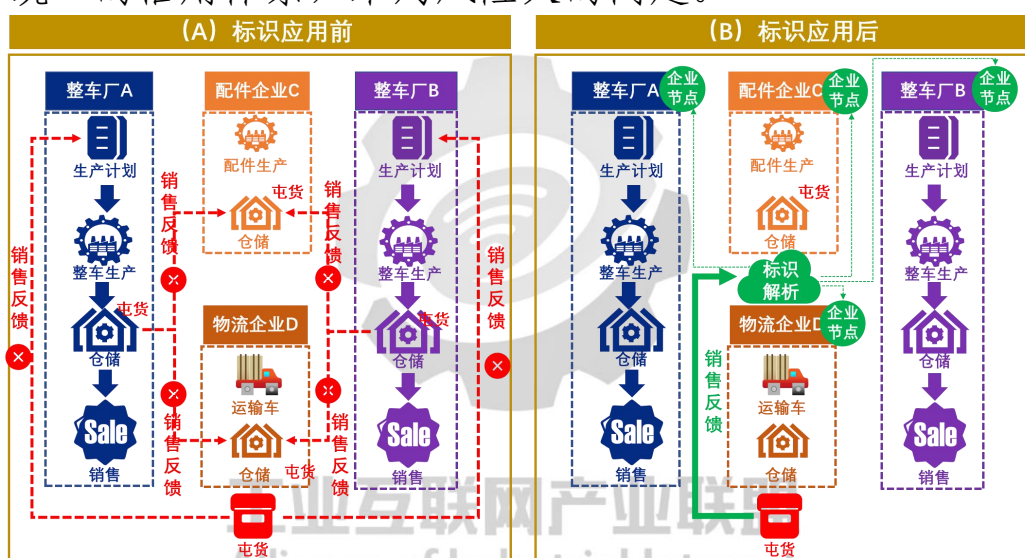 （A）标识应用前
整车厂A
配件企业C
整车厂B
生产计划
配件生产
生产计划
销售反馈
屯货
销售反馈
仓储
销售反馈
整车生产
整车生产
销售反馈
屯货
物流企业D
屯货
仓储
仓储
运输车
Sale
销售反馈
销售反馈
Sale
销售
仓储
屯货
销售
屯货
（B）标识应用后
整车厂A
企业
节点
配件企业C
企业
节点
整车厂B
企业
节点
生产计划
配件生产
生产计划
屯货
仓储
整车生产
标识
解析
整车生产
物流企业D
企业
节点
仓储
销售反馈
仓储
运输车
Sale
Sale
销售
仓储
销售
屯货
工业互联网产业联盟